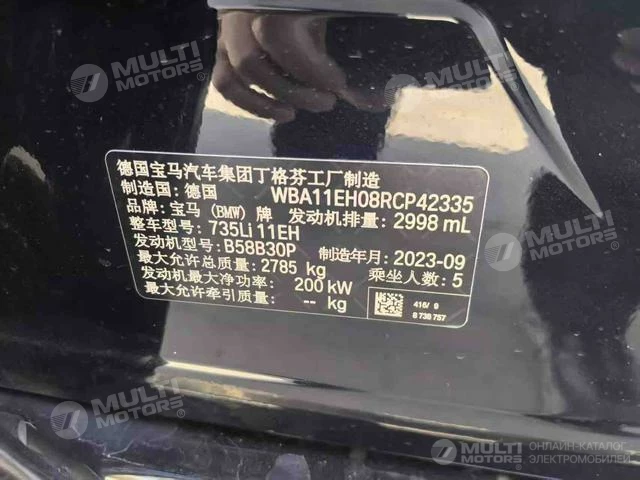 MULTI MOTORS
MULTI MOTORS
MULTI MOTORS
德国宝马汽车集团丁格芬工厂制造
制造国: 德国 WBA11EH08RCP42335
品牌: 宝马 (BMW) 牌 发动机排量: 2998 mL
整车型号: 735Li 11EH
发动机型号: B58B30P 制造年月: 2023-09
最大允许总质量: 2785 kg 乘坐人数: 5
发动机最大净功率: 200 kW
最大允许牵引质量: -- kg
416/ 9
8 738 757
MULTI MOTORS
MULTI MOTORS
MULTI MOTORS
ОНЛАЙН-КАТАЛОГ
ЭЛЕКТРОМОБИЛЕЙ